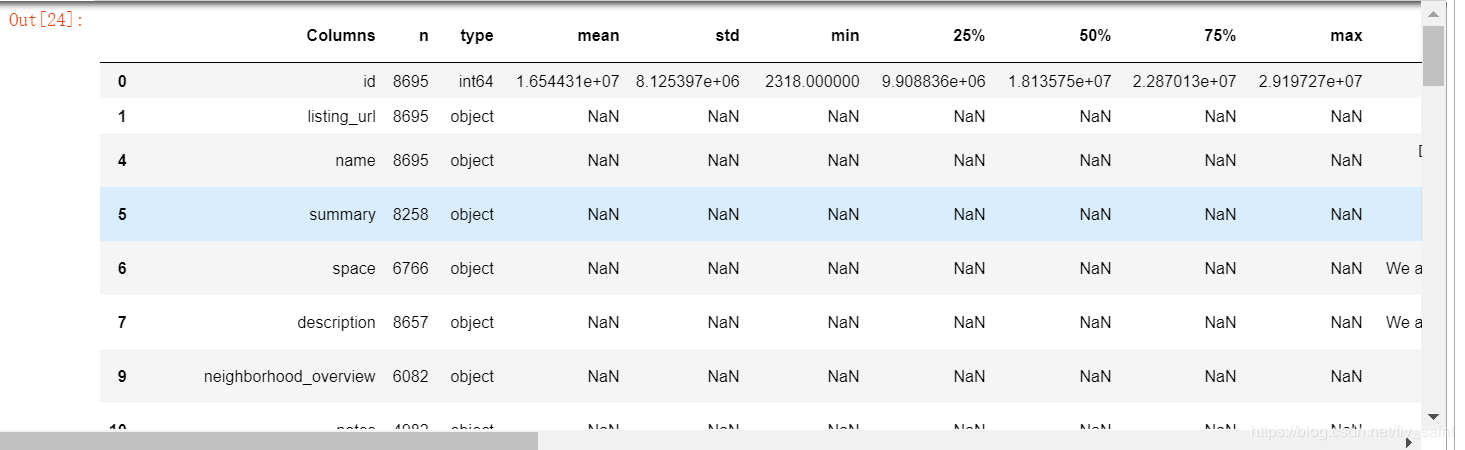 Out[24]:
Columns n type mean std min 25% 50% 75% max
0 id 8695 int64 1.654431e+07 8.125397e+06 2318.000000 9.908836e+06 1.813575e+07 2.287013e+07 2.919727e+07
1 listing_url 8695 object NaN NaN NaN NaN NaN NaN NaN
4 name 8695 object NaN NaN NaN NaN NaN NaN NaN
5 summary 8258 object NaN NaN NaN NaN NaN NaN NaN
6 space 6766 object NaN NaN NaN NaN NaN NaN NaN We a
7 description 8657 object NaN NaN NaN NaN NaN NaN NaN We a
9 neighborhood_overview 6082 object NaN NaN NaN NaN NaN NaN NaN
10 notes 4982 object NaN NaN NaN NaN NaN NaN NaN
https://blog.csdn.net/ily_saint